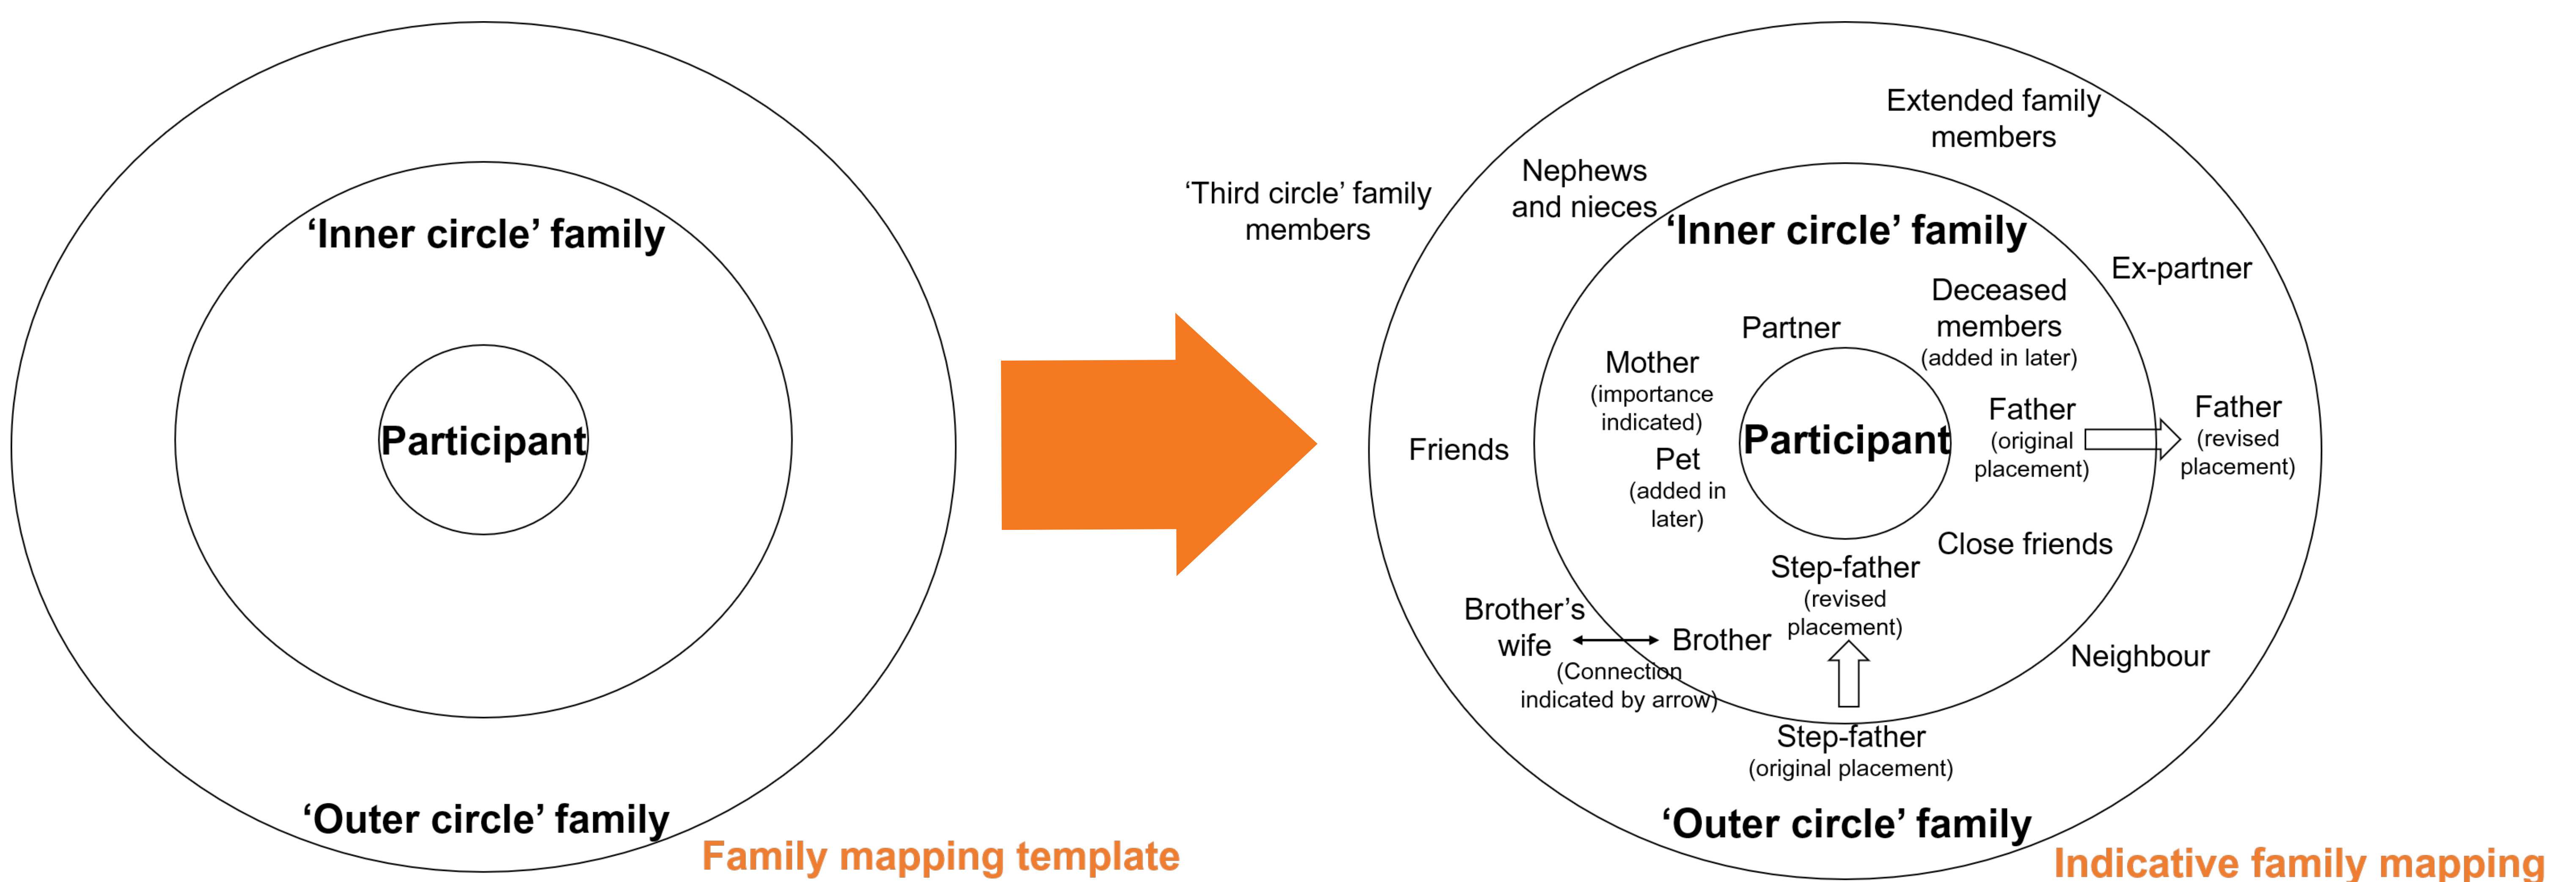 ‘Inner circle’ family
Participant
‘Outer circle’ family
Family mapping template
‘Third circle’ family
members
Extended family
members
Nephews
and nieces
‘Inner circle’ family
Ex-partner
Deceased
members
(added in later)
Partner
Mother
(importance
indicated)
Father
(original
placement)
Father
(revised
placement)
Participant
Friends
Pet
(added in
later)
Close friends
Step-father
(revised
placement)
Brother’s
wife
Brother
(Connection
indicated by arrow)
Neighbour
Step-father
(original placement)
‘Outer circle’ family
Indicative family mapping